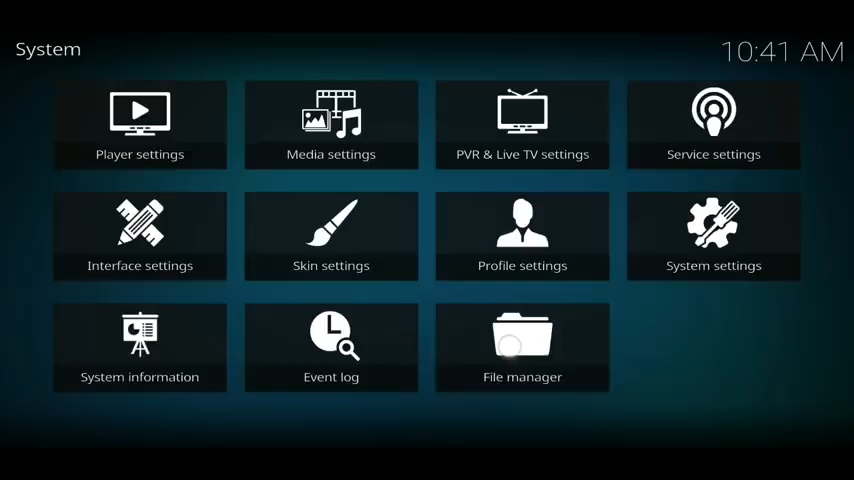 System
10:41 AM
Player settings
Media settings
PVR & Live TV settings
Service settings
Interface settings
Skin settings
Profile settings
System settings
System information
Event log
File manager